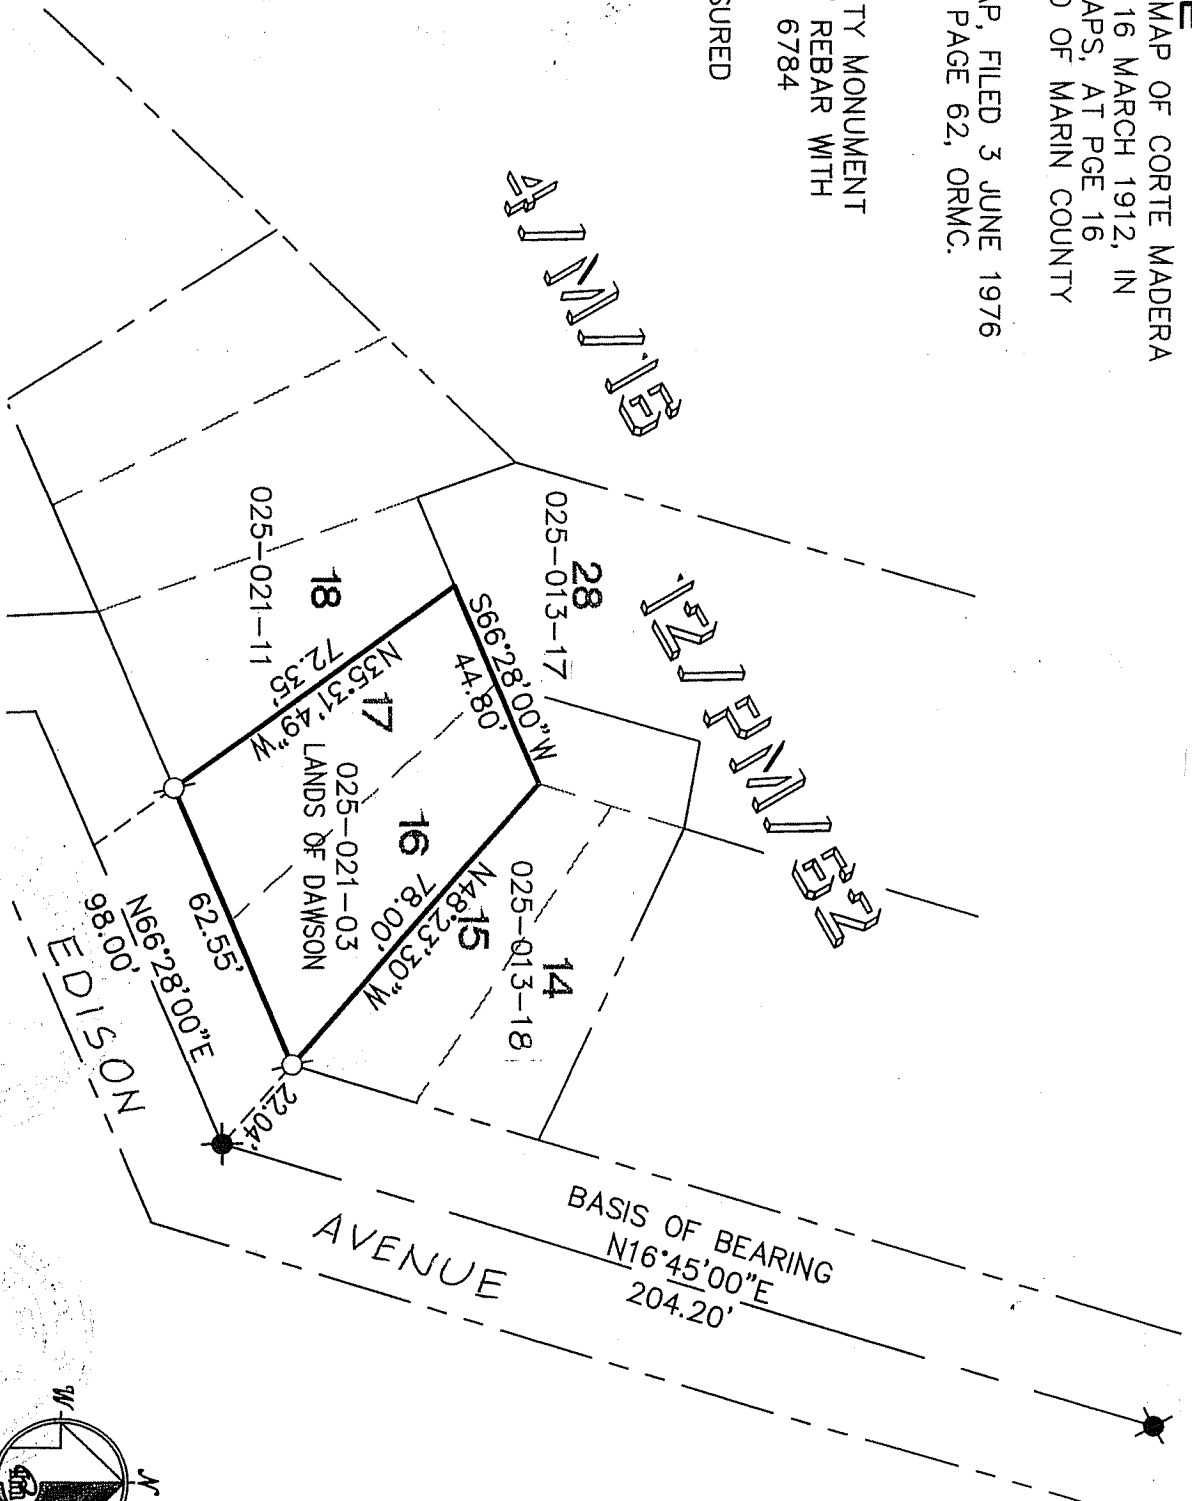 E
MAP OF CORTE MADERA
16 MARCH 1912, IN
APS, AT PGE 16
OF MARIN COUNTY
AP, FILED 3 JUNE 1976
PAGE 62, ORMC.
TY MONUMENT
REBAR WITH
6784
SURED
4/M/16
12/PM/62
28
025-013-17
S66°28'00"W
44.80'
18
025-021-11
N35°31'49"W
72.35'
17
025-021-03
LANDS OF DAWSON
16
N48°23'30"W
78.00'
15
14
025-013-18
62.55'
N66°28'00"E
98.00'
22.04'
EDISON
AVENUE
BASIS OF BEARING
N16°45'00"E
204.20'
N
W